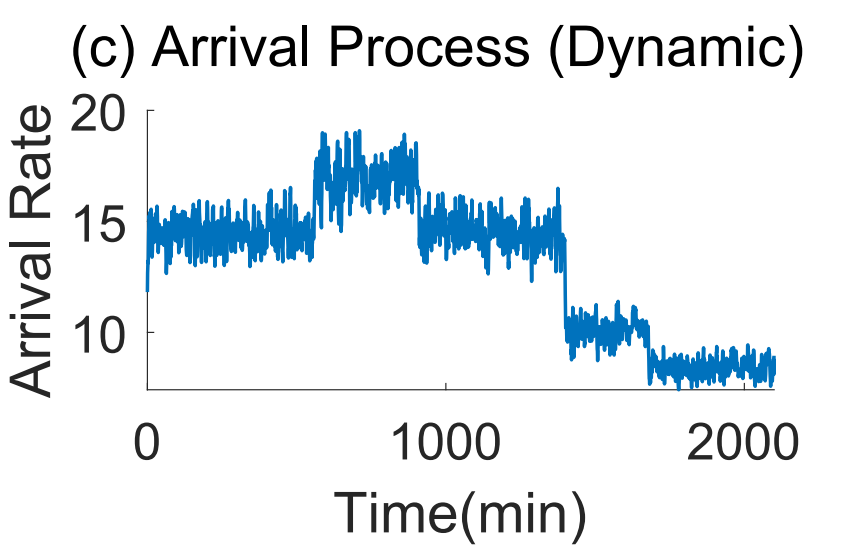 (c) Arrival Process (Dynamic)
Arrival Rate
20
15
10
0 1000 2000
Time(min)